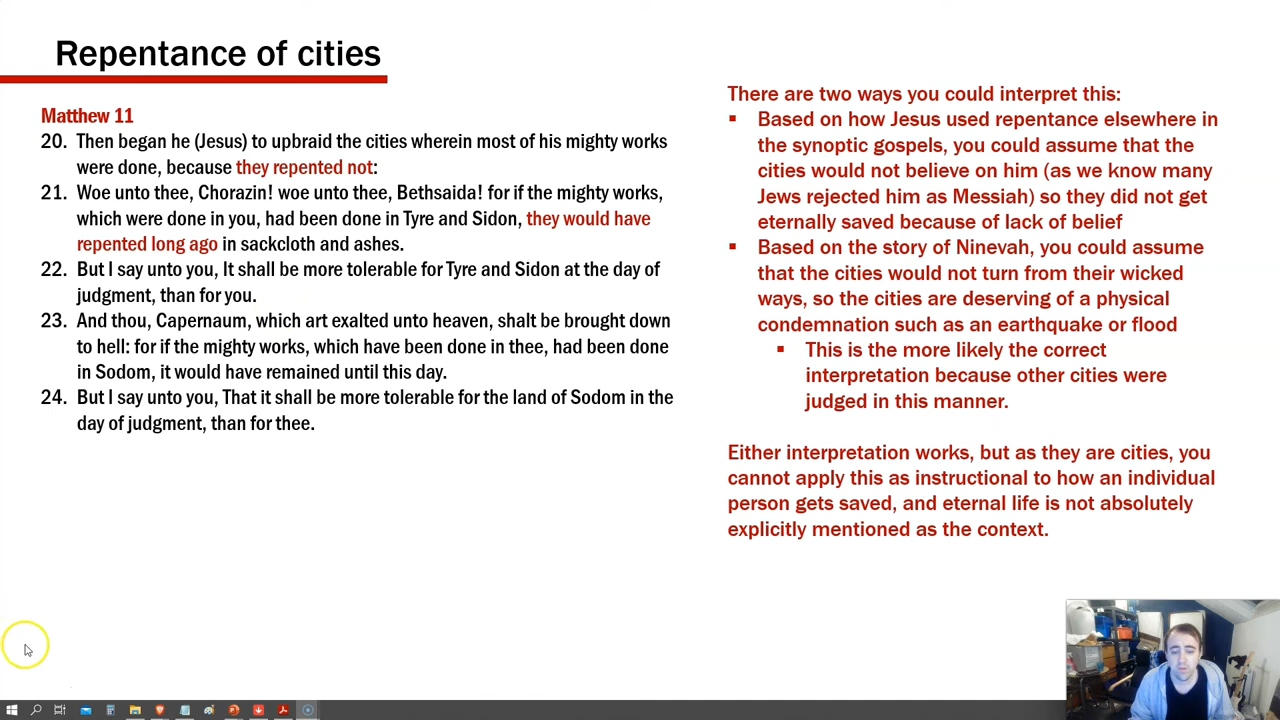 Repentance of cities
Matthew 11
20. Then began he (Jesus) to upbraid the cities wherein most of his mighty works
were done, because they repented not:
21. Woe unto thee, Chorazin! woe unto thee, Bethsaida! for if the mighty works,
which were done in you, had been done in Tyre and Sidon, they would have
repented long ago in sackcloth and ashes.
22. But I say unto you, It shall be more tolerable for Tyre and Sidon at the day of
judgment, than for you.
23. And thou, Capernaum, which art exalted unto heaven, shalt be brought down
to hell: for if the mighty works, which have been done in thee, had been done
in Sodom, it would have remained until this day.
24. But I say unto you, That it shall be more tolerable for the land of Sodom in the
day of judgment, than for thee.
There are two ways you could interpret this:
▪ Based on how Jesus used repentance elsewhere in
the synoptic gospels, you could assume that the
cities would not believe on him (as we know many
Jews rejected him as Messiah) so they did not get
eternally saved because of lack of belief
▪ Based on the story of Ninevah, you could assume
that the cities would not turn from their wicked
ways, so the cities are deserving of a physical
condemnation such as an earthquake or flood
▪ This is the more likely the correct
interpretation because other cities were
judged in this manner.
Either interpretation works, but as they are cities, you
cannot apply this as instructional to how an individual
person gets saved, and eternal life is not absolutely
explicitly mentioned as the context.